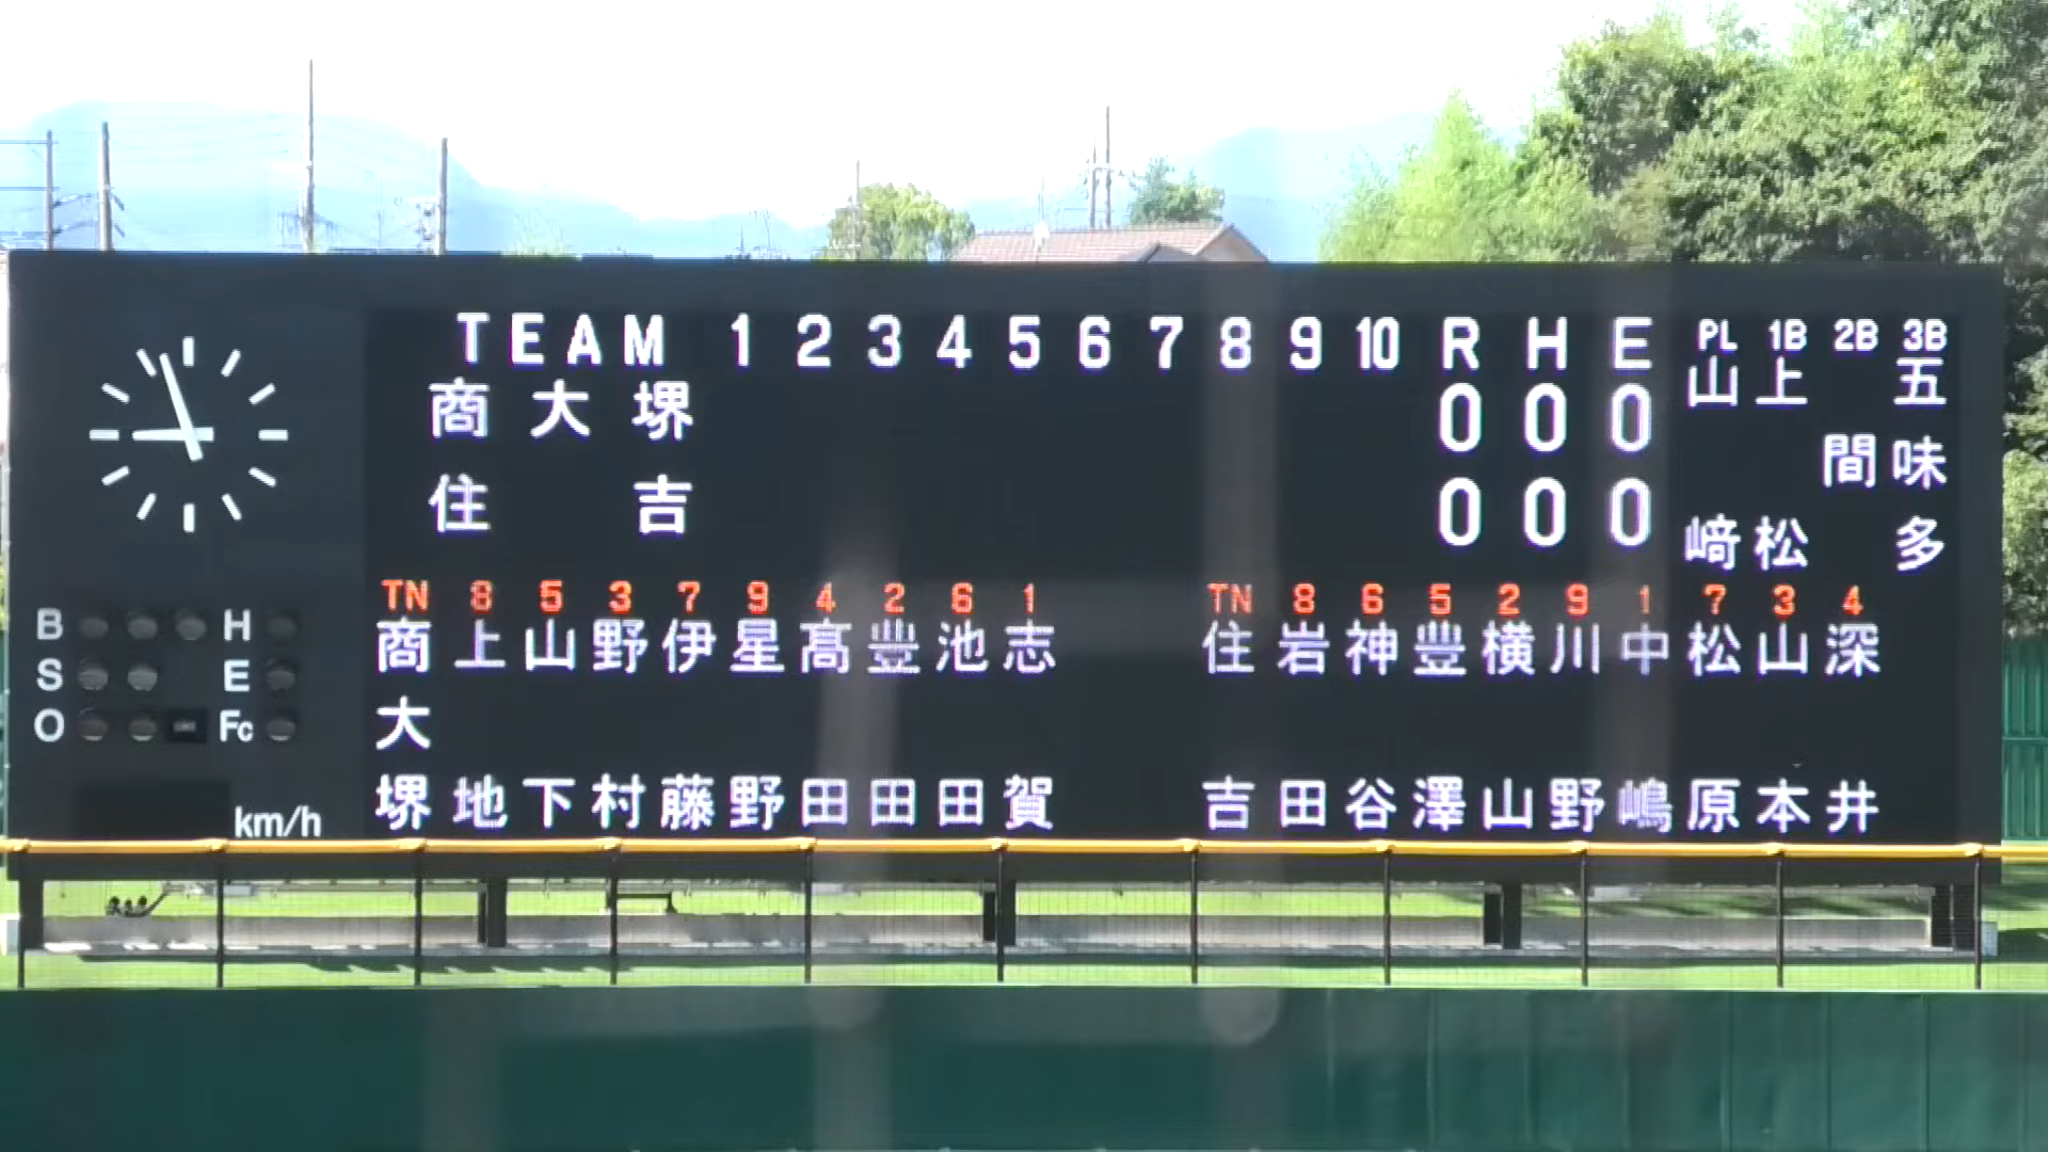 TEAM 1 2 3 4 5 6 7 8 9 10 R H E PL 1B 2B 3B
商大堺 0 0 0
住吉 0 0 0
山﨑
上松
間
五味多
B H
S E
O Fc
km/h
TN 8 5 3 7 9 4 2 6 1
商大堺
上地
山下
野村
伊藤
星野
髙田
豊田
池田
志賀
TN 8 6 5 2 9 1 7 3 4
住吉
岩田
神谷
豊澤
横山
川野
中嶋
松原
山本
深井